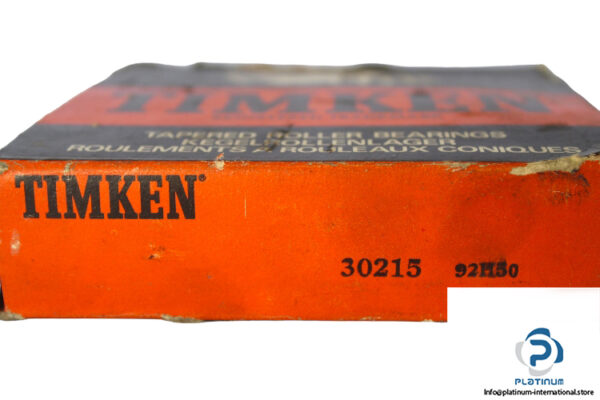 TIMKEN
TAPERED ROLLER BEARINGS
KEGELROLLENLAGER
ROULEMENTS A ROULEAUX CONIQUES
TIMKEN®
30215 92H50
PLATINUM
Info@platinum-international.store